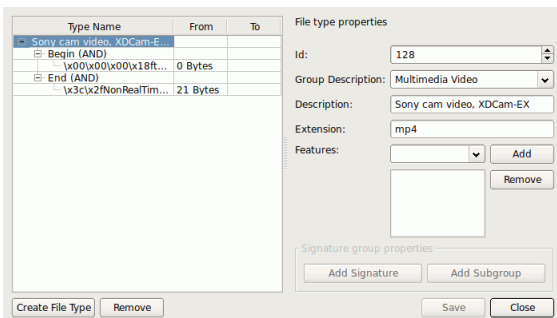 Type Name From To
Sony cam video, XDCam-E...
Begin (AND)
\x00\x00\x00\x18ft... 0 Bytes
End (AND)
\x3c\x2fNonRealTim... 21 Bytes
Create File Type Remove
File type properties
Id: 128
Group Description: Multimedia Video
Description: Sony cam video, XDCam-EX
Extension: mp4
Features: Add
Remove
Signature group properties
Add Signature Add Subgroup
Save Close